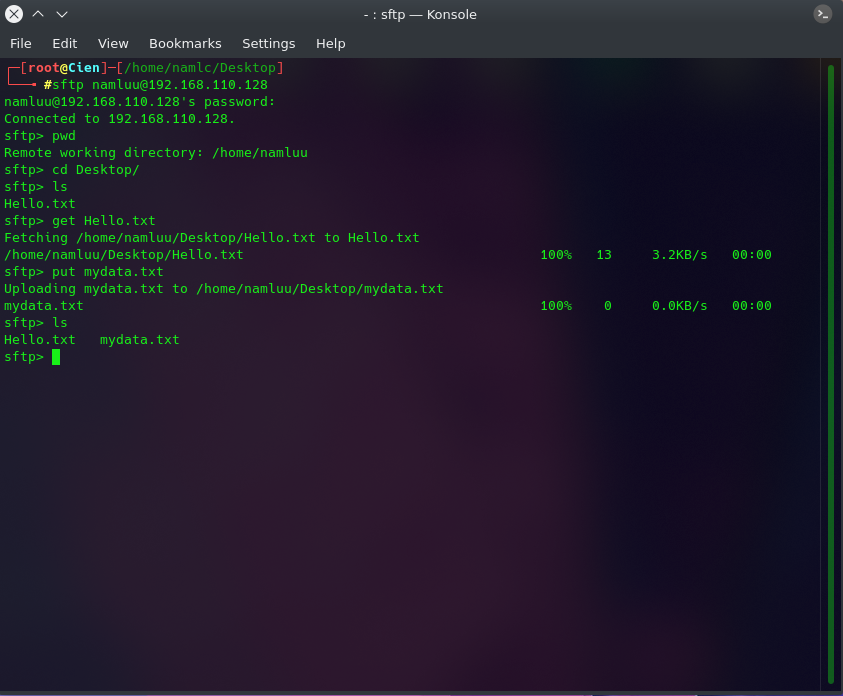 - : sftp — Konsole
File Edit View Bookmarks Settings Help
┌─[root@Cien]─[/home/namlc/Desktop]
└──╼ #sftp namluu@192.168.110.128
namluu@192.168.110.128's password:
Connected to 192.168.110.128.
sftp> pwd
Remote working directory: /home/namluu
sftp> cd Desktop/
sftp> ls
Hello.txt
sftp> get Hello.txt
Fetching /home/namluu/Desktop/Hello.txt to Hello.txt
/home/namluu/Desktop/Hello.txt 100% 13 3.2KB/s 00:00
sftp> put mydata.txt
Uploading mydata.txt to /home/namluu/Desktop/mydata.txt
mydata.txt 100% 0 0.0KB/s 00:00
sftp> ls
Hello.txt mydata.txt
sftp>